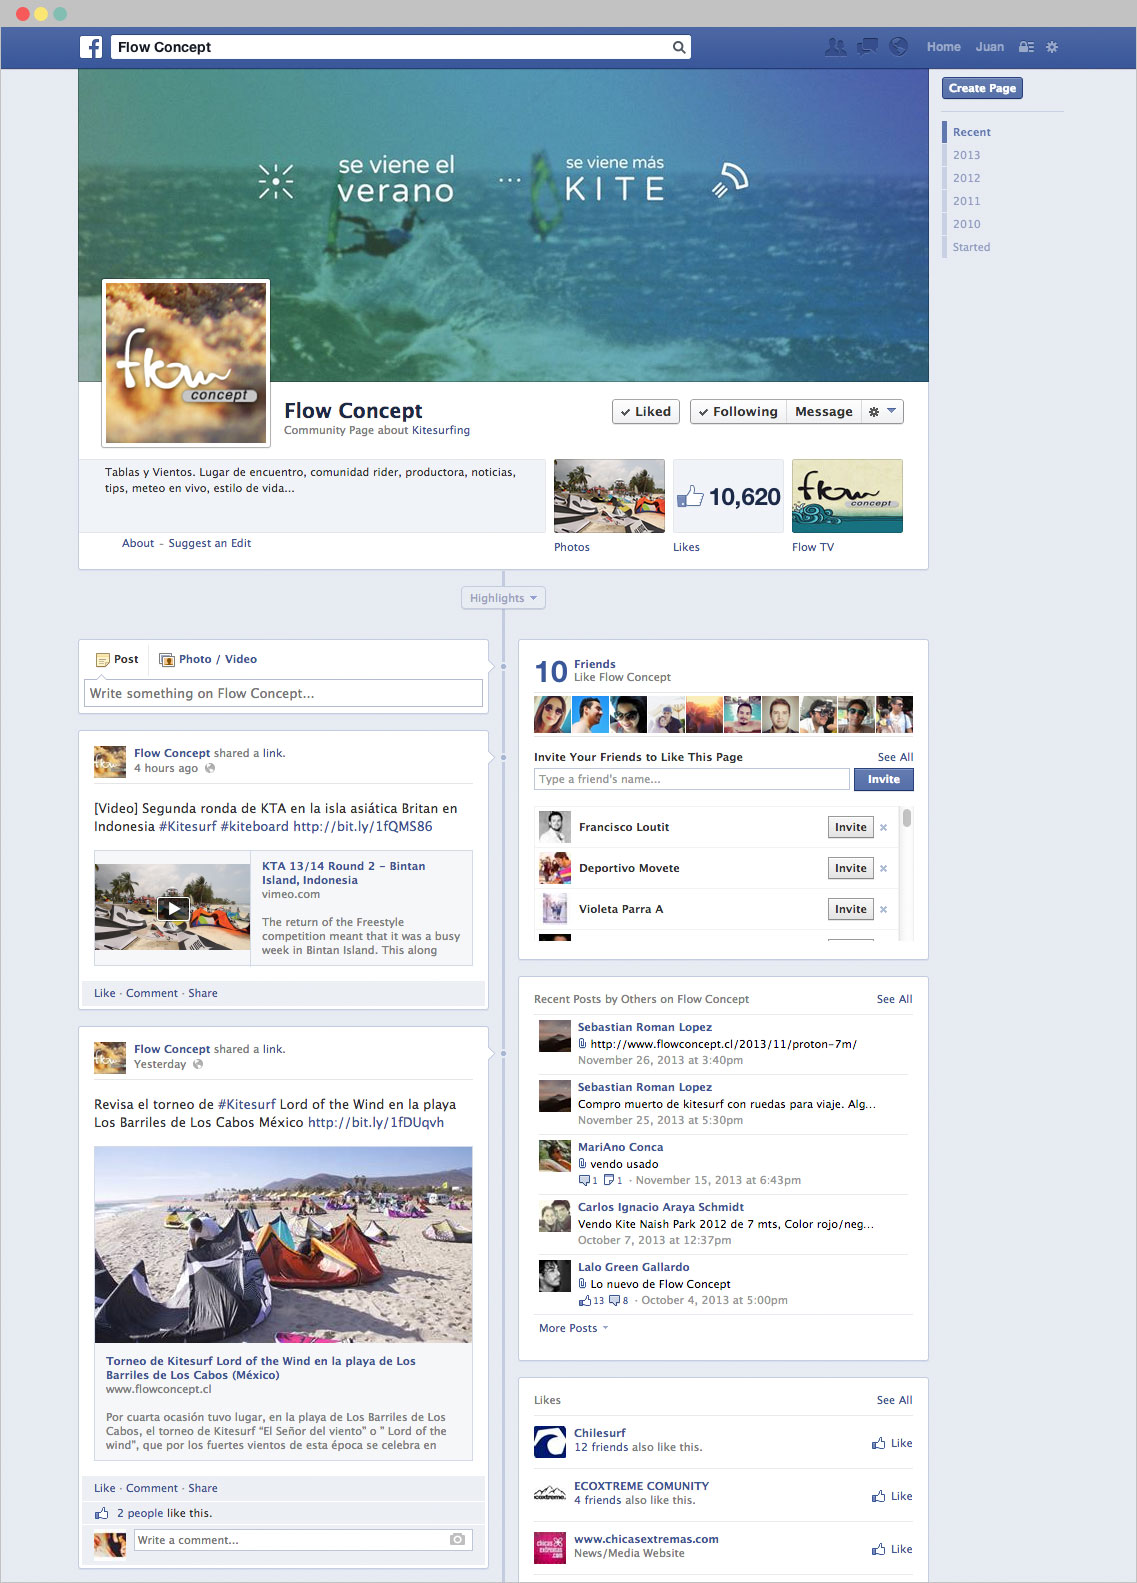 Flow Concept
Home Juan
Create Page
Recent
2013
2012
2011
2010
Started
se viene el
verano
...
se viene más
KITE
flow
concept
Flow Concept
Community Page about Kitesurfing
Liked
Following
Message
Tablas y Vientos. Lugar de encuentro, comunidad rider, productora, noticias,
tips, meteo en vivo, estilo de vida...
About - Suggest an Edit
Photos
10,620
Likes
flow
concept
Flow TV
Highlights
Post
Photo / Video
Write something on Flow Concept...
Flow Concept shared a link.
4 hours ago
[Video] Segunda ronda de KTA en la isla asiática Britan en
Indonesia #Kitesurf #kiteboard http://bit.ly/1fQMS86
KTA 13/14 Round 2 - Bintan
Island, Indonesia
vimeo.com
The return of the Freestyle
competition meant that it was a busy
week in Bintan Island. This along
Like · Comment · Share
Flow Concept shared a link.
Yesterday
Revisa el torneo de #Kitesurf Lord of the Wind en la playa
Los Barriles de Los Cabos México http://bit.ly/1fDUqvh
Torneo de Kitesurf Lord of the Wind en la playa de Los
Barriles de Los Cabos (México)
www.flowconcept.cl
Por cuarta ocasión tuvo lugar, en la playa de Los Barriles de Los
Cabos, el torneo de Kitesurf "El Señor del viento" o " Lord of the
wind", que por los fuertes vientos de esta época se celebra en
Like · Comment · Share
2 people like this.
Write a comment...
10 Friends
Like Flow Concept
Invite Your Friends to Like This Page
See All
Type a friend's name...
Invite
Francisco Loutit
Invite ×
Deportivo Movete
Invite ×
Violeta Parra A
Invite ×
Recent Posts by Others on Flow Concept
See All
Sebastian Roman Lopez
http://www.flowconcept.cl/2013/11/proton-7m/
November 26, 2013 at 3:40pm
Sebastian Roman Lopez
Compro muerto de kitesurf con ruedas para viaje. Alg...
November 25, 2013 at 5:30pm
MariAno Conca
vendo usado
1 1 · November 15, 2013 at 6:43pm
Carlos Ignacio Araya Schmidt
Vendo Kite Naish Park 2012 de 7 mts, Color rojo/neg...
October 7, 2013 at 12:37pm
Lalo Green Gallardo
Lo nuevo de Flow Concept
13 8 · October 4, 2013 at 5:00pm
More Posts
Likes
See All
Chilesurf
12 friends also like this.
Like
ECOXTREME COMUNITY
4 friends also like this.
Like
www.chicasextremas.com
News/Media Website
Like